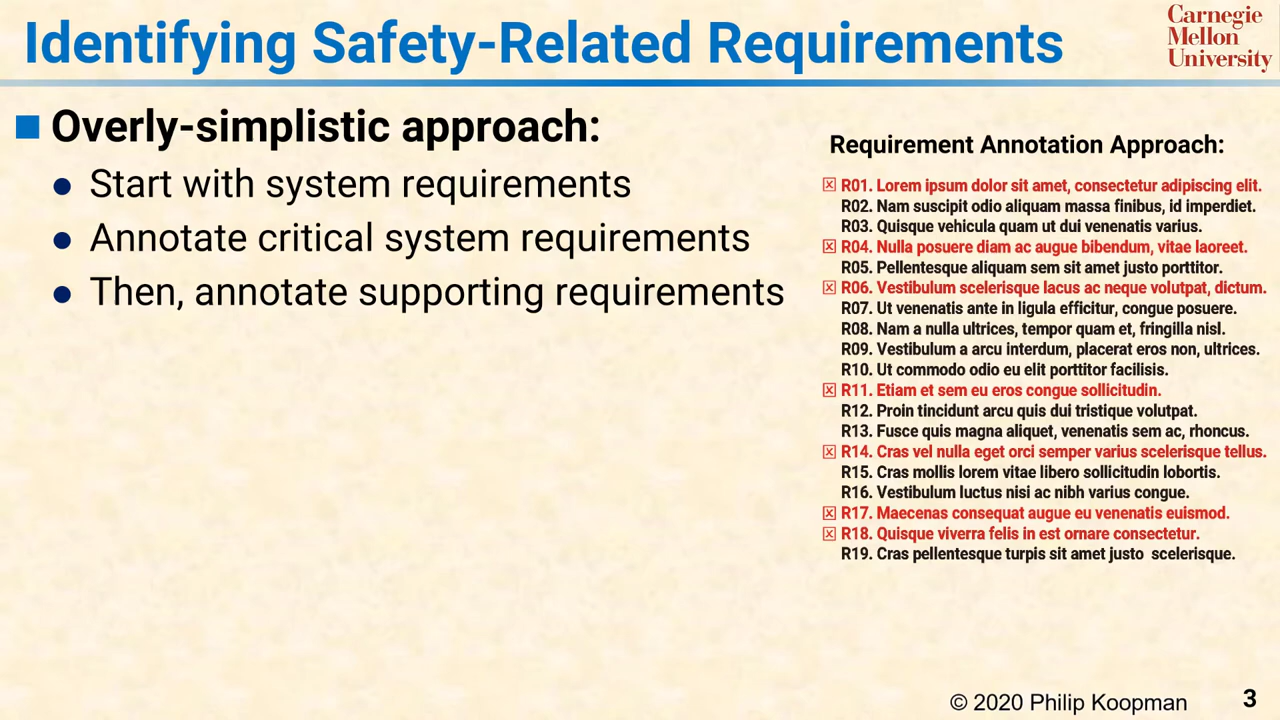 Identifying Safety-Related Requirements
Carnegie
Mellon
University
Overly-simplistic approach:
Start with system requirements
Annotate critical system requirements
Then, annotate supporting requirements
Requirement Annotation Approach:
R01. Lorem ipsum dolor sit amet, consectetur adipiscing elit.
R02. Nam suscipit odio aliquam massa finibus, id imperdiet.
R03. Quisque vehicula quam ut dui venenatis varius.
R04. Nulla posuere diam ac augue bibendum, vitae laoreet.
R05. Pellentesque aliquam sem sit amet justo porttitor.
R06. Vestibulum scelerisque lacus ac neque volutpat, dictum.
R07. Ut venenatis ante in ligula efficitur, congue posuere.
R08. Nam a nulla ultrices, tempor quam et, fringilla nisl.
R09. Vestibulum a arcu interdum, placerat eros non, ultrices.
R10. Ut commodo odio eu elit porttitor facilisis.
R11. Etiam et sem eu eros congue sollicitudin.
R12. Proin tincidunt arcu quis dui tristique volutpat.
R13. Fusce quis magna aliquet, venenatis sem ac, rhoncus.
R14. Cras vel nulla eget orci semper varius scelerisque tellus.
R15. Cras mollis lorem vitae libero sollicitudin lobortis.
R16. Vestibulum luctus nisi ac nibh varius congue.
R17. Maecenas consequat augue eu venenatis euismod.
R18. Quisque viverra felis in est ornare consectetur.
R19. Cras pellentesque turpis sit amet justo scelerisque.
© 2020 Philip Koopman
3